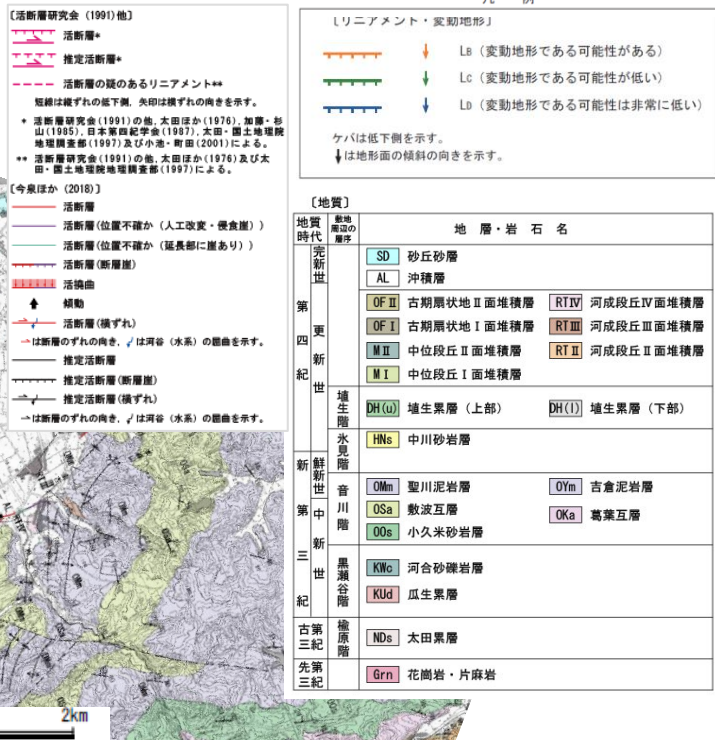 〔活断層研究会(1991)他〕
活断層*
推定活断層*
活断層の疑のあるリニアメント**
短線は縦ずれの低下側, 矢印は横ずれの向きを示す。
* 活断層研究会(1991)の他, 太田ほか(1976), 加藤・杉
山(1985), 日本第四紀学会(1987), 太田・国土地理院
地理調査部(1997)及び小池・町田(2001)による。
** 活断層研究会(1991)の他, 太田ほか(1976)及び太
田・国土地理院地理調査部(1997)による。
〔今泉ほか(2018)〕
活断層
活断層(位置不確か(人工改変・侵食崖))
活断層(位置不確か(延長部に崖あり))
活断層(断層崖)
活撓曲
傾動
活断層(横ずれ)
→は断層のずれの向き, は河谷(水系)の屈曲を示す。
推定活断層
推定活断層(断層崖)
推定活断層(横ずれ)
→は断層のずれの向き, は河谷(水系)の屈曲を示す。
凡 例
〔リニアメント・変動地形〕
LB (変動地形である可能性がある)
LC (変動地形である可能性が低い)
LD (変動地形である可能性は非常に低い)
ケバは低下側を示す。
↓は地形面の傾斜の向きを示す。
〔地質〕
地質時代 敷地周辺の層序 地 層・岩 石 名
第四紀 完新世 SD 砂丘砂層
AL 沖積層
更新世 OFⅡ 古期扇状地Ⅱ面堆積層 RTⅣ 河成段丘Ⅳ面堆積層
OFⅠ 古期扇状地Ⅰ面堆積層 RTⅢ 河成段丘Ⅲ面堆積層
MⅡ 中位段丘Ⅱ面堆積層 RTⅡ 河成段丘Ⅱ面堆積層
MⅠ 中位段丘Ⅰ面堆積層
埴生階 DH(u) 埴生累層(上部) DH(l) 埴生累層(下部)
氷見階 HNs 中川砂岩層
新第三紀 鮮新世 中新世 音川階 OMm 聖川泥岩層 OYm 吉倉泥岩層
OSa 敷波互層 OKa 葛葉互層
OOs 小久米砂岩層
黒瀬谷階 KWc 河合砂礫岩層
KUd 瓜生累層
古第三紀 楡原階 NDs 太田累層
先第三紀 Grn 花崗岩・片麻岩
2km